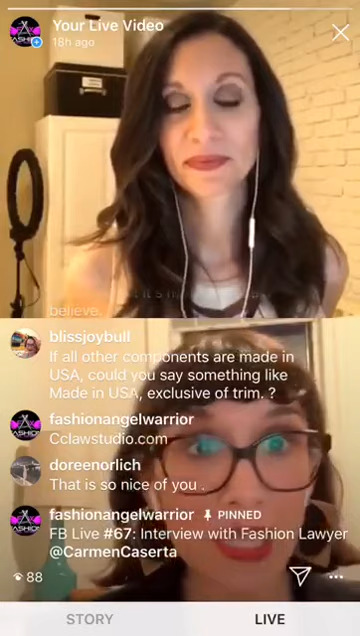 Your Live Video
18h ago
believe.
blissjoybull
If all other components are made in
USA, could you say something like
Made in USA, exclusive of trim. ?
fashionangelwarrior
Cclawstudio.com
doreenorlich
That is so nice of you .
fashionangelwarrior PINNED
FB Live #67: Interview with Fashion Lawyer
@CarmenCaserta
88
STORY
LIVE